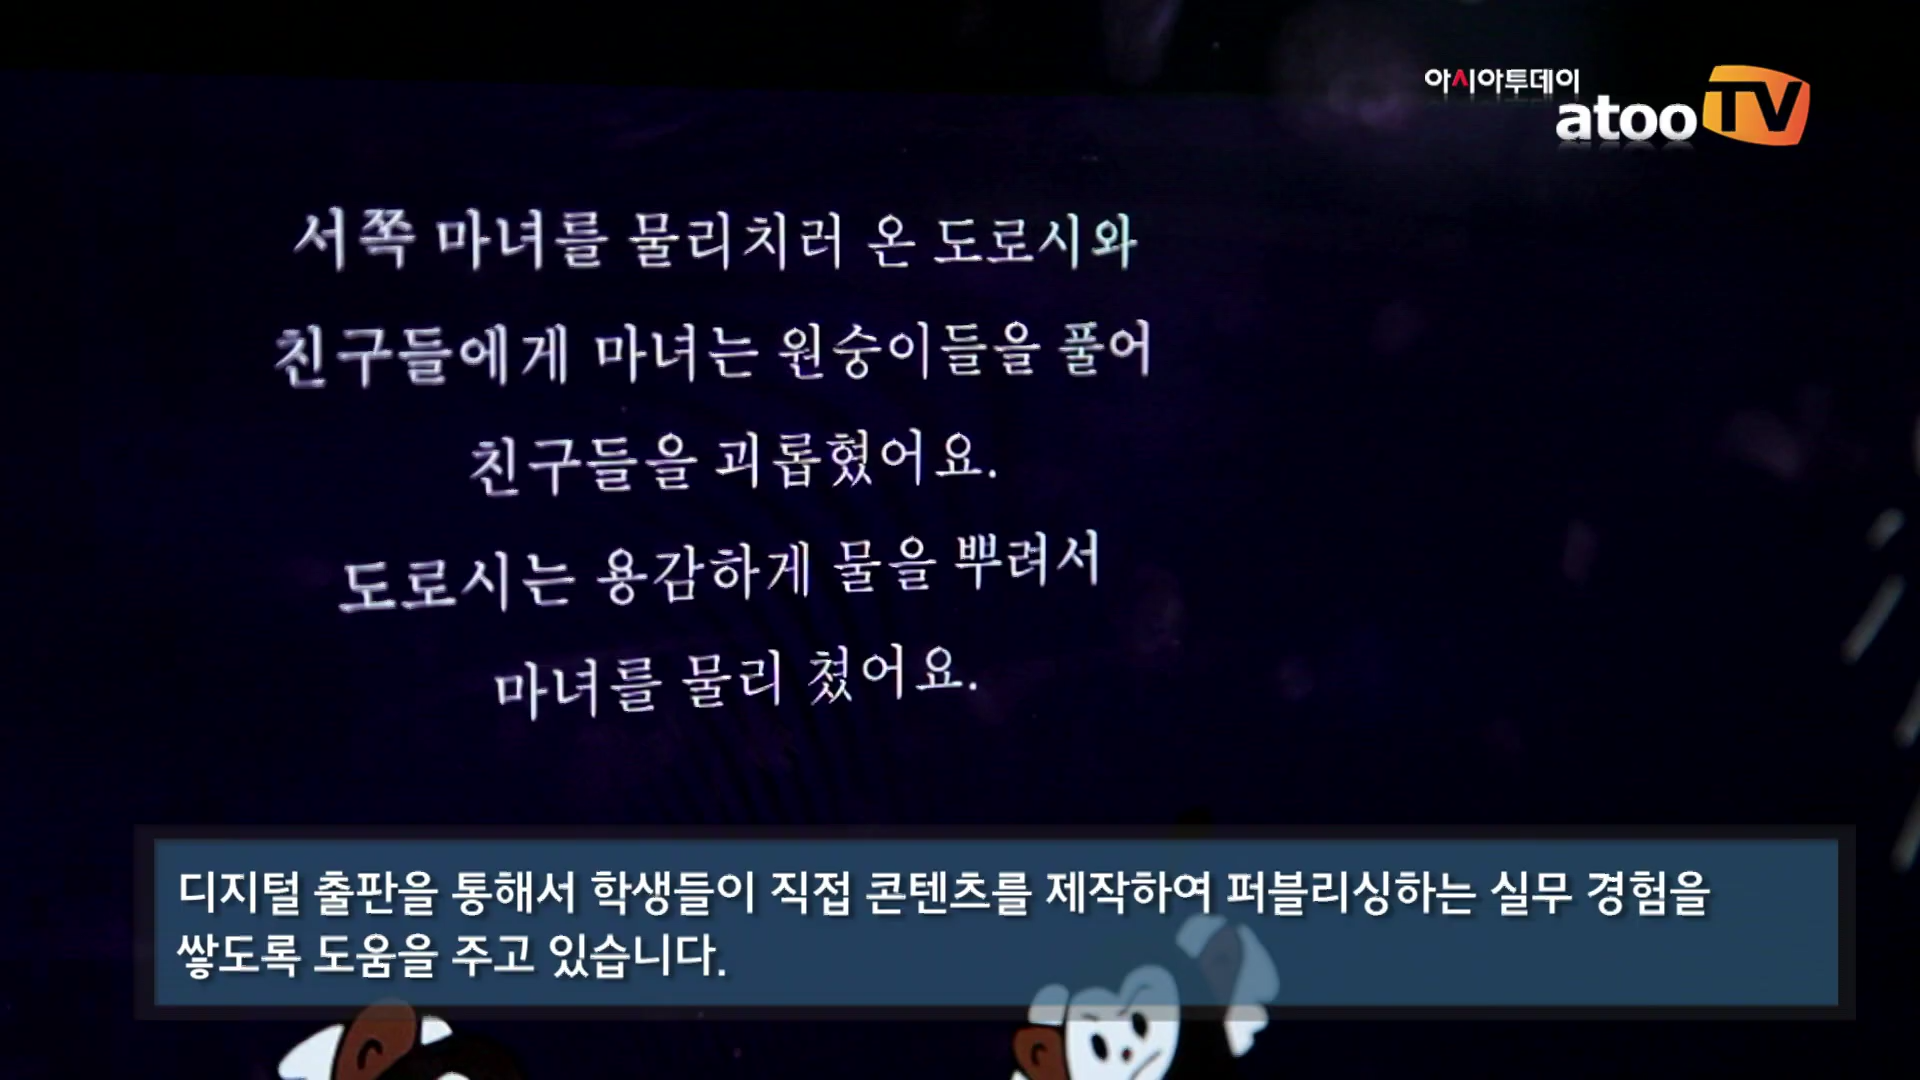 아시아투데이
atooTV
서쪽 마녀를 물리치러 온 도로시와
친구들에게 마녀는 원숭이들을 풀어
친구들을 괴롭혔어요.
도로시는 용감하게 물을 뿌려서
마녀를 물리 쳤어요.
디지털 출판을 통해서 학생들이 직접 콘텐츠를 제작하여 퍼블리싱하는 실무 경험을
쌓도록 도움을 주고 있습니다.